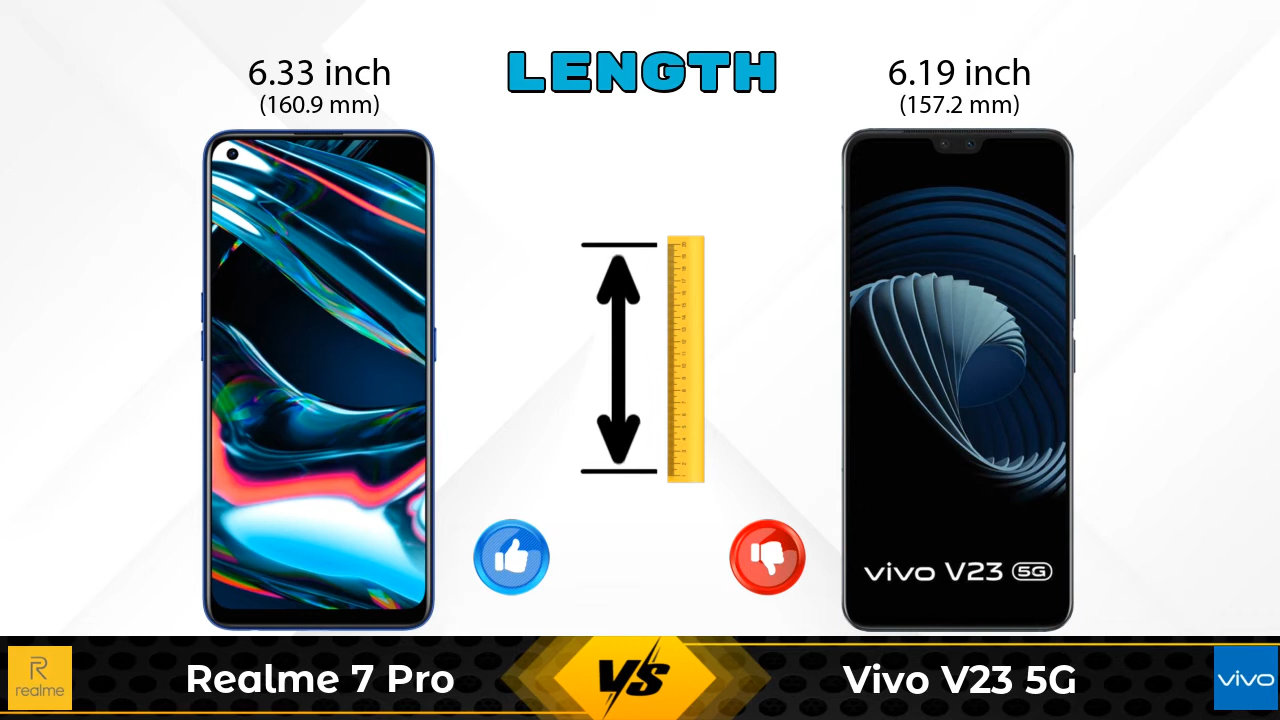 LENGTH
6.33 inch
(160.9 mm)
6.19 inch
(157.2 mm)
vivo V23 5G
R
realme
Realme 7 Pro
VS
Vivo V23 5G
vivo